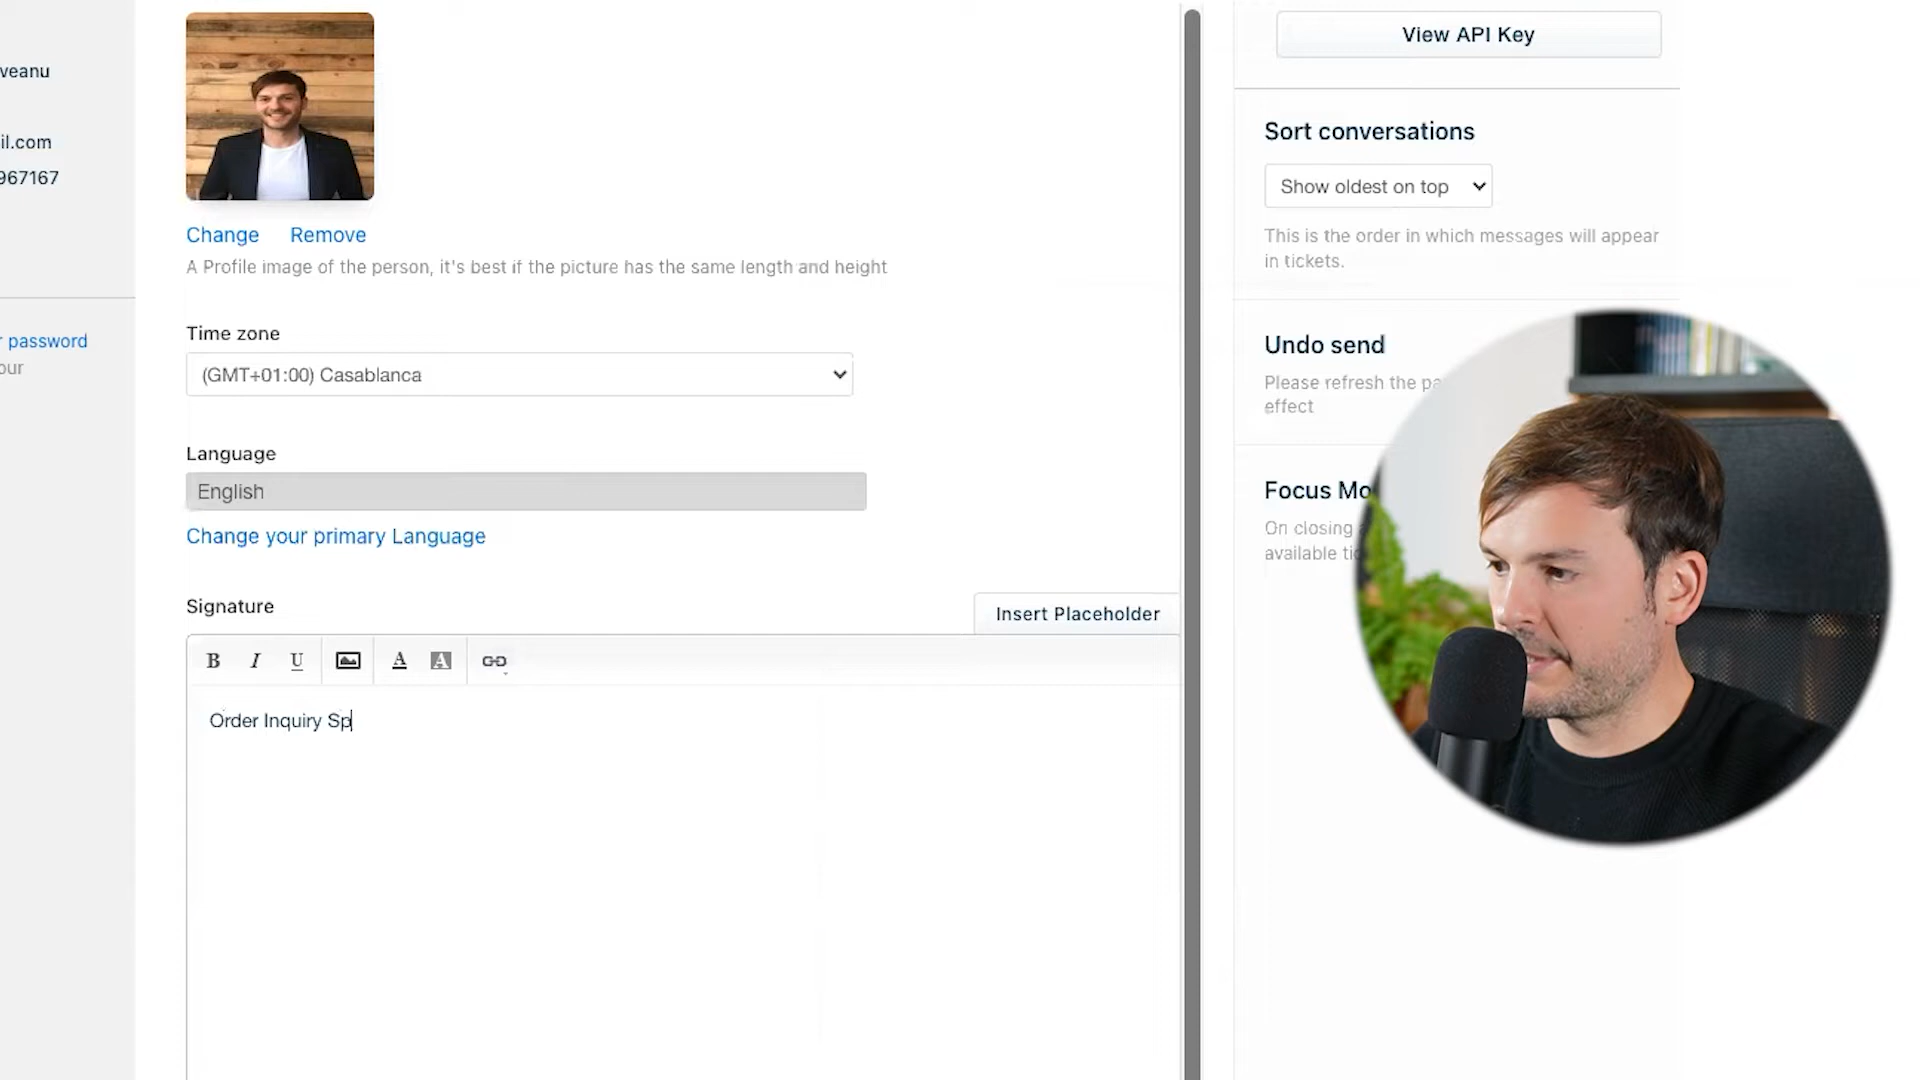 veanu
il.com
967167
r password
our
Change Remove
A Profile image of the person, it's best if the picture has the same length and height
Time zone
(GMT+01:00) Casablanca
Language
English
Change your primary Language
Signature
Insert Placeholder
B I U A A
Order Inquiry Sp
View API Key
Sort conversations
Show oldest on top
This is the order in which messages will appear
in tickets.
Undo send
Please refresh the pa
effect
Focus Mo
On closing
available tic